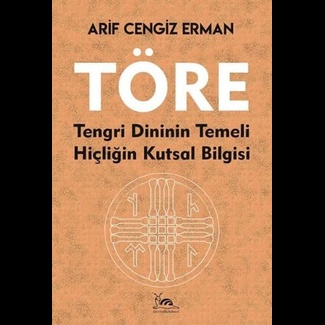 ARİF CENGİZ ERMAN
TÖRE
Tengri Dininin Temeli
Hiçliğin Kutsal Bilgisi